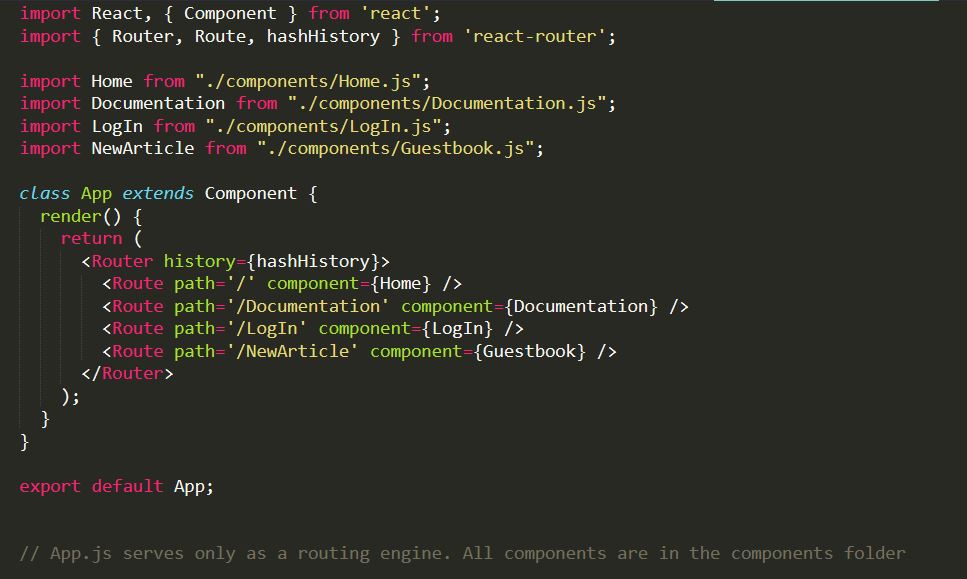 import React, { Component } from 'react';
import { Router, Route, hashHistory } from 'react-router';
import Home from "./components/Home.js";
import Documentation from "./components/Documentation.js";
import LogIn from "./components/LogIn.js";
import NewArticle from "./components/Guestbook.js";
class App extends Component {
render() {
return (
<Router history={hashHistory}>
<Route path='/' component={Home} />
<Route path='/Documentation' component={Documentation} />
<Route path='/LogIn' component={LogIn} />
<Route path='/NewArticle' component={Guestbook} />
</Router>
);
}
}
export default App;
// App.js serves only as a routing engine. All components are in the components folder